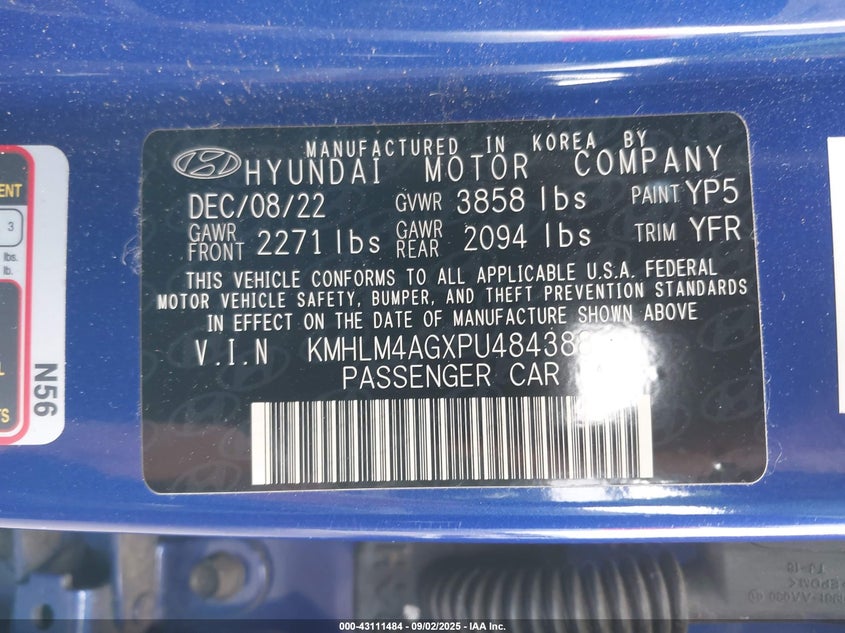 MANUFACTURED IN KOREA BY
HYUNDAI MOTOR COMPANY
DEC/08/22 GVWR 3858 lbs PAINT YP5
GAWR FRONT 2271 lbs GAWR REAR 2094 lbs TRIM YFR
THIS VEHICLE CONFORMS TO ALL APPLICABLE U.S.A. FEDERAL
MOTOR VEHICLE SAFETY, BUMPER, AND THEFT PREVENTION STANDARDS
IN EFFECT ON THE DATE OF MANUFACTURE SHOWN ABOVE
V.I.N
PASSENGER CAR
3
lbs.
lb.
N56
000-43111484 - 09/02/2025 - IAA Inc.